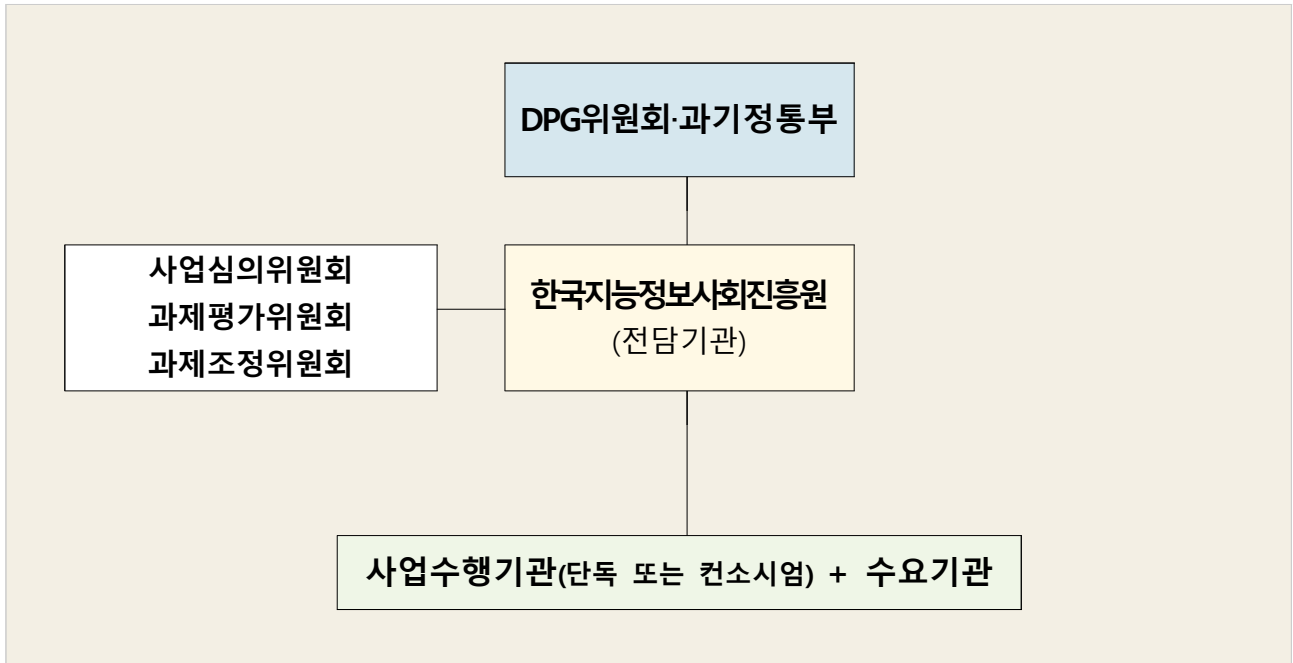 DPG위원회·과기정통부
사업심의위원회
과제평가위원회
과제조정위원회
한국지능정보사회진흥원
(전담기관)
사업수행기관(단독 또는 컨소시엄) + 수요기관